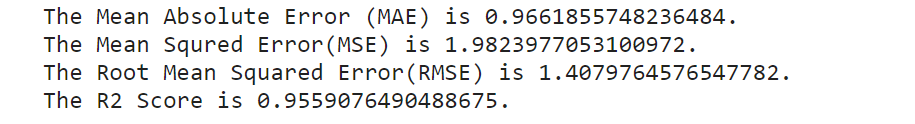 The Mean Absolute Error (MAE) is 0.9661855748236484.
The Mean Squred Error(MSE) is 1.9823977053100972.
The Root Mean Squared Error(RMSE) is 1.4079764576547782.
The R2 Score is 0.9559076490488675.